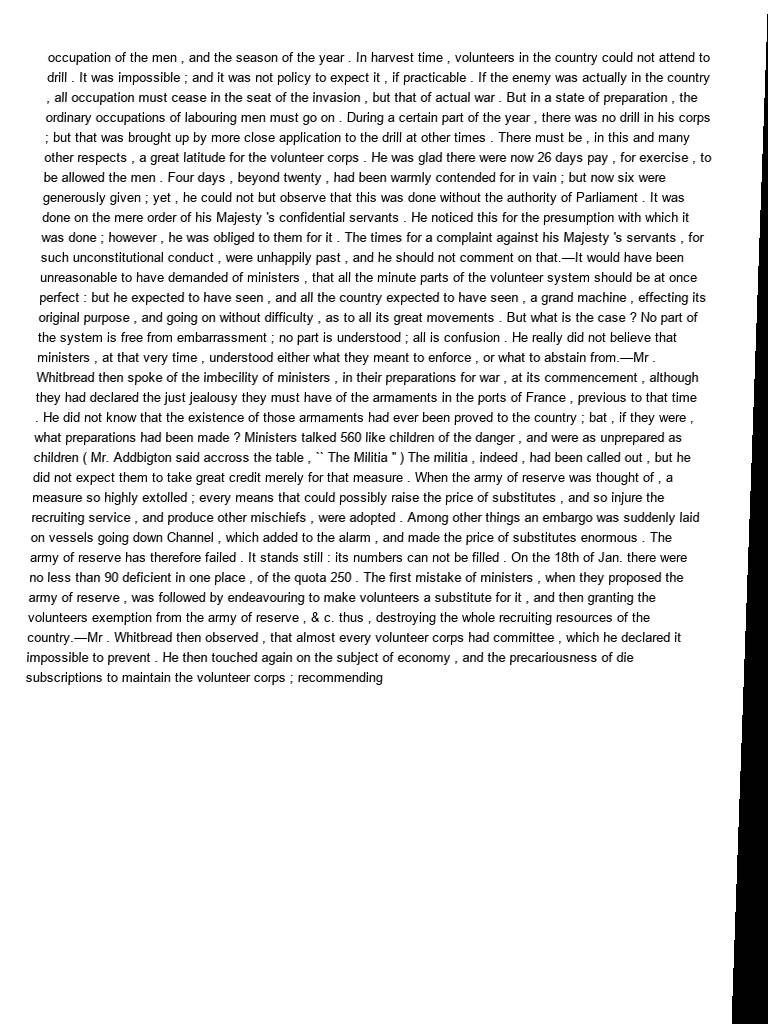 occupation of the men , and the season of the year . In harvest time , volunteers in the country could not attend to
drill . It was impossible ; and it was not policy to expect it , if practicable . If the enemy was actually in the country
, all occupation must cease in the seat of the invasion , but that of actual war . But in a state of preparation , the
ordinary occupations of labouring men must go on . During a certain part of the year , there was no drill in his corps
; but that was brought up by more close application to the drill at other times . There must be , in this and many
other respects , a great latitude for the volunteer corps . He was glad there were now 26 days pay , for exercise , to
be allowed the men . Four days , beyond twenty , had been warmly contended for in vain ; but now six were
generously given ; yet , he could not but observe that this was done without the authority of Parliament . It was
done on the mere order of his Majesty 's confidential servants . He noticed this for the presumption with which it
was done ; however , he was obliged to them for it . The times for a complaint against his Majesty 's servants , for
such unconstitutional conduct , were unhappily past , and he should not comment on that.—It would have been
unreasonable to have demanded of ministers , that all the minute parts of the volunteer system should be at once
perfect : but he expected to have seen , and all the country expected to have seen , a grand machine , effecting its
original purpose , and going on without difficulty , as to all its great movements . But what is the case ? No part of
the system is free from embarrassment ; no part is understood ; all is confusion . He really did not believe that
ministers , at that very time , understood either what they meant to enforce , or what to abstain from.—Mr .
Whitbread then spoke of the imbecility of ministers , in their preparations for war , at its commencement , although
they had declared the just jealousy they must have of the armaments in the ports of France , previous to that time
. He did not know that the existence of those armaments had ever been proved to the country ; bat , if they were ,
what preparations had been made ? Ministers talked 560 like children of the danger , and were as unprepared as
children ( Mr. Addbigton said accross the table , `` The Militia '' ) The militia , indeed , had been called out , but he
did not expect them to take great credit merely for that measure . When the army of reserve was thought of , a
measure so highly extolled ; every means that could possibly raise the price of substitutes , and so injure the
recruiting service , and produce other mischiefs , were adopted . Among other things an embargo was suddenly laid
on vessels going down Channel , which added to the alarm , and made the price of substitutes enormous . The
army of reserve has therefore failed . It stands still : its numbers can not be filled . On the 18th of Jan. there were
no less than 90 deficient in one place , of the quota 250 . The first mistake of ministers , when they proposed the
army of reserve , was followed by endeavouring to make volunteers a substitute for it , and then granting the
volunteers exemption from the army of reserve , & c. thus , destroying the whole recruiting resources of the
country.—Mr . Whitbread then observed , that almost every volunteer corps had committee , which he declared it
impossible to prevent . He then touched again on the subject of economy , and the precariousness of die
subscriptions to maintain the volunteer corps ; recommending